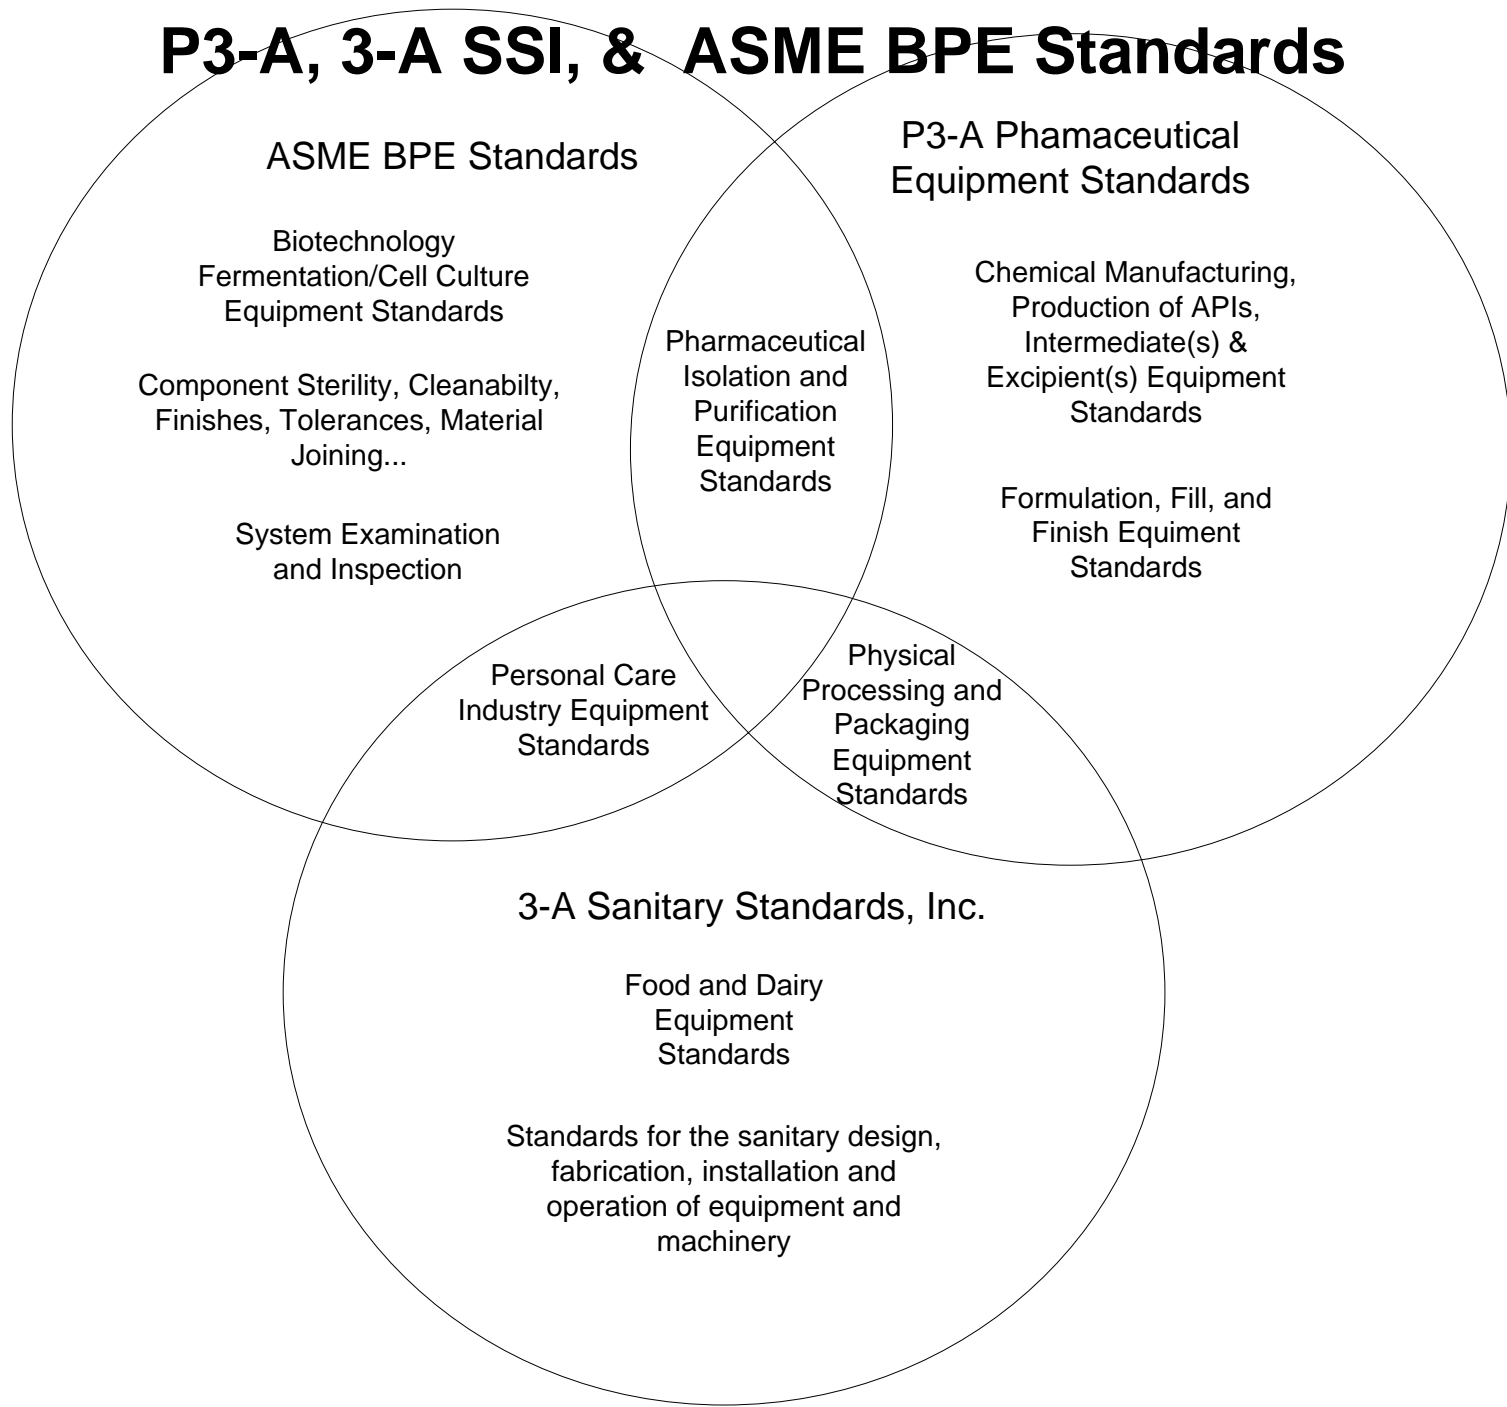 P3-A, 3-A SSI, & ASME BPE Standards
ASME BPE Standards
Biotechnology
Fermentation/Cell Culture
Equipment Standards
Component Sterility, Cleanabilty,
Finishes, Tolerances, Material
Joining...
System Examination
and Inspection
Pharmaceutical
Isolation and
Purification
Equipment
Standards
P3-A Phamaceutical
Equipment Standards
Chemical Manufacturing,
Production of APIs,
Intermediate(s) &
Excipient(s) Equipment
Standards
Formulation, Fill, and
Finish Equiment
Standards
Personal Care
Industry Equipment
Standards
Physical
Processing and
Packaging
Equipment
Standards
3-A Sanitary Standards, Inc.
Food and Dairy
Equipment
Standards
Standards for the sanitary design,
fabrication, installation and
operation of equipment and
machinery